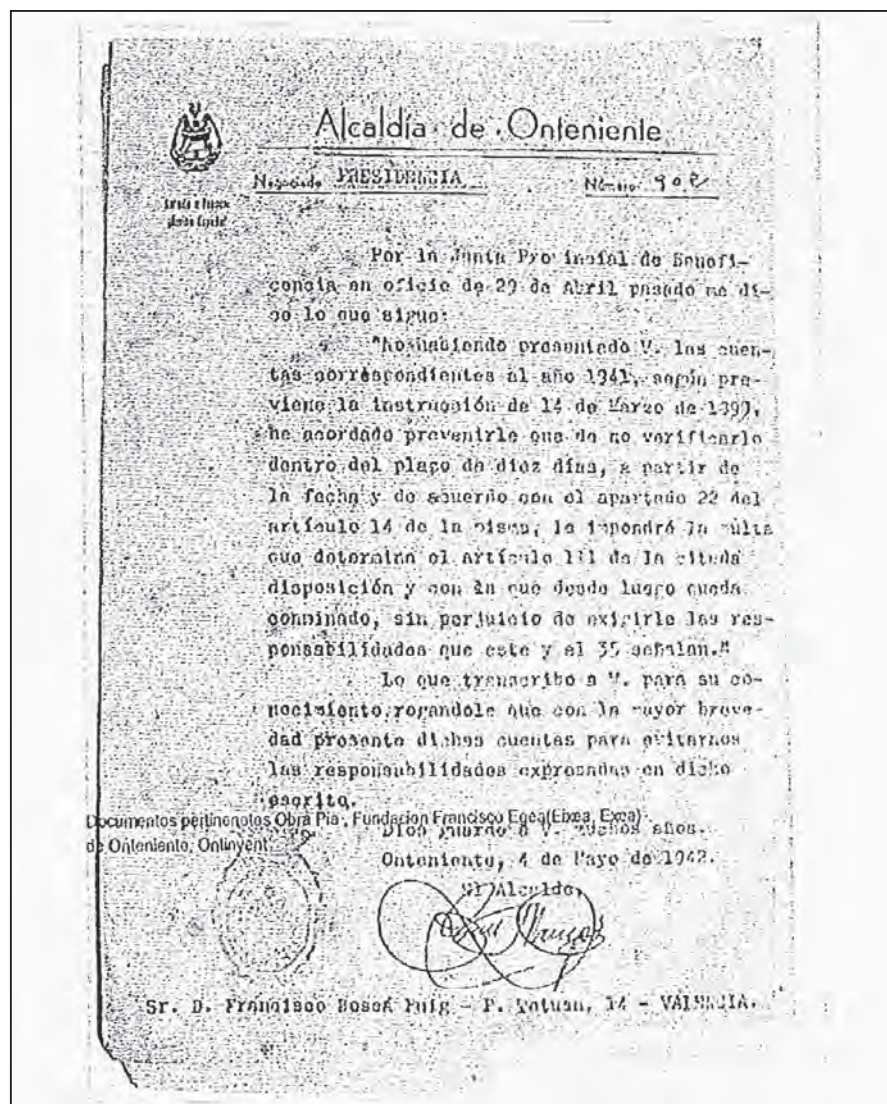 Alcaldía de Onteniente
Negociado PRESIDENCIA Número 902
Por la Junta Provincial de Benefi-
cencia en oficio de 29 de Abril pasado me di-
ce lo que sigue:
"No habiendo presentado V. las cuen-
tas correspondientes al año 1941, según pre-
viene la instrucción de 14 de Marzo de 1899,
he acordado prevenirle que de no verificarlo
dentro del plazo de diez días, a partir de
la fecha y de acuerdo con el apartado 22 del
artículo 14 de la misma, le impondré la multa
que determina el artículo 111 de la citada
disposición y con la que desde luego queda
conminado, sin perjuicio de exigirle las res-
ponsabilidades que este y el 35 señalan."
Lo que transcribo a V. para su co-
nocimiento, rogandole que con la mayor breve-
dad presente dichas cuentas para evitarnos
las responsabilidades expresadas en dicho
escrito.
Documentos pertinenotes Obra Pia , Fundacion Francisco Egea(Eixea, Exea)
de Onteniente, Ontinyent
Dios guarde a V. muchos años.
Onteniente, 4 de Mayo de 1942.
El Alcalde,
Sr. D. Francisco Bosca Puig - P. Tetuan, 14 - VALENCIA.